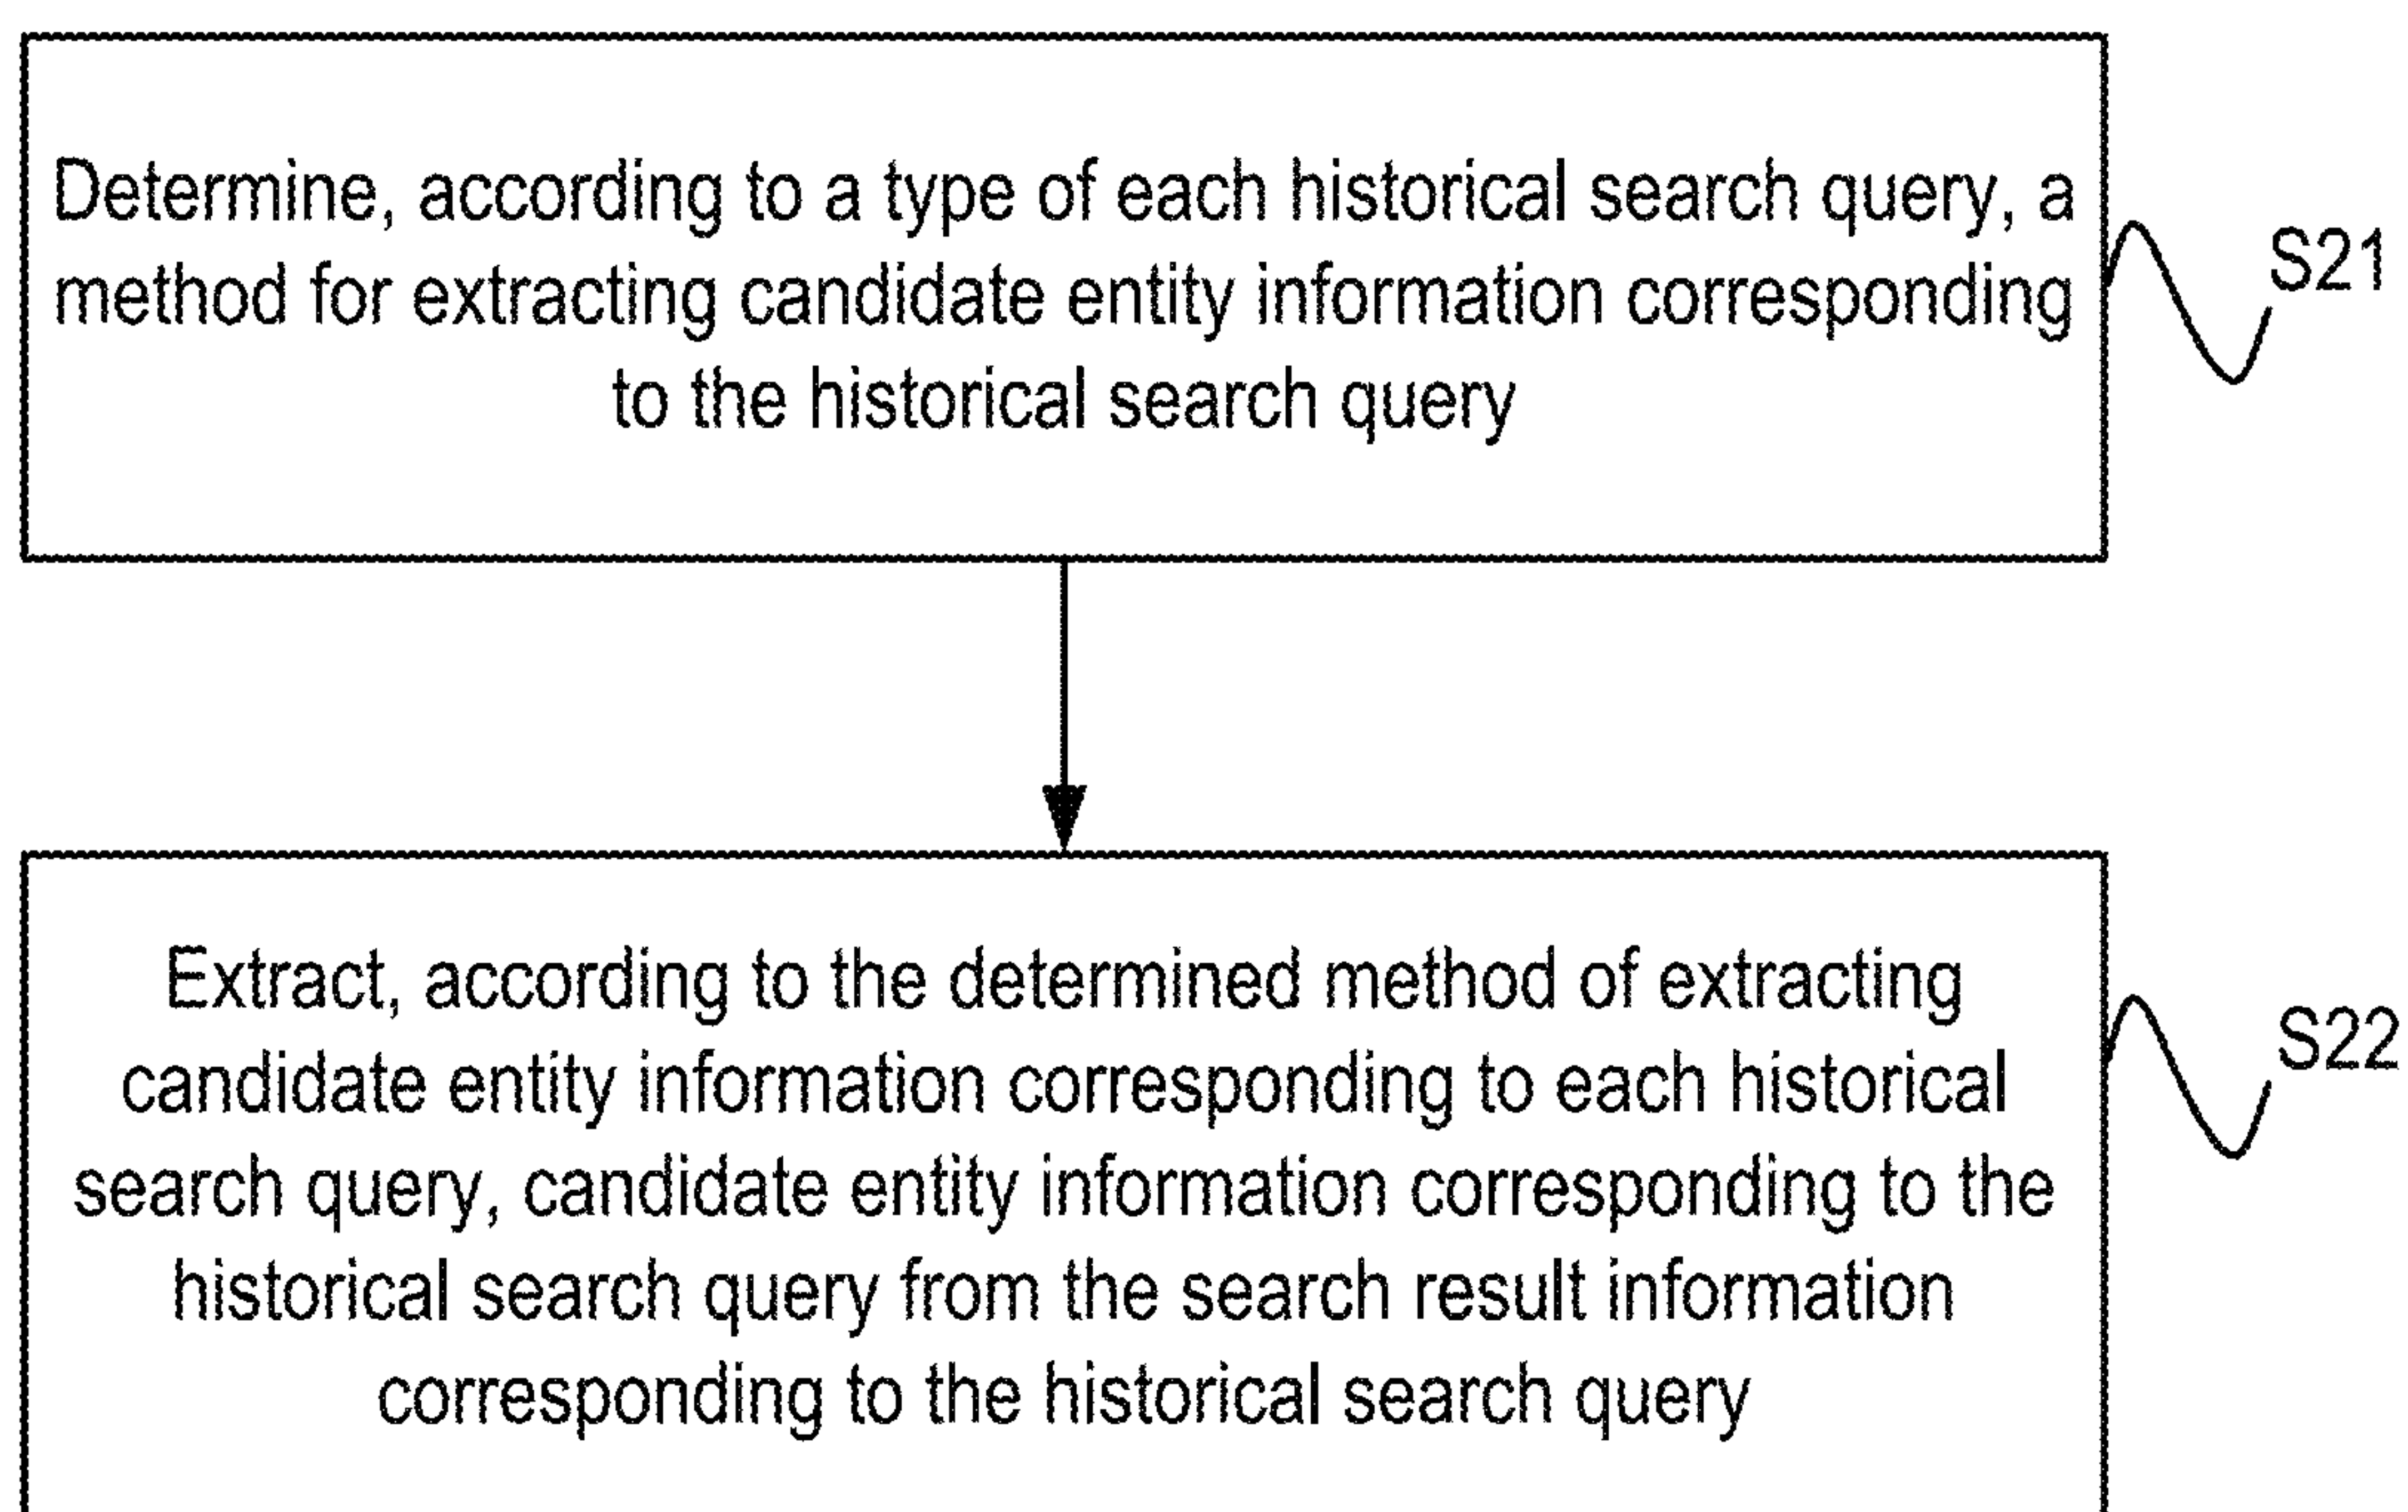 Determine, according to a type of each historical search query, a
method for extracting candidate entity information corresponding
to the historical search query
S21
Extract, according to the determined method of extracting
candidate entity information corresponding to each historical
search query, candidate entity information corresponding to the
historical search query from the search result information
corresponding to the historical search query
S22